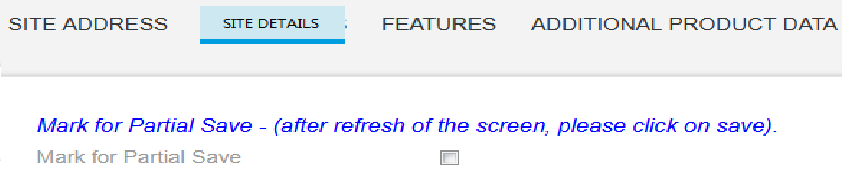 SITE ADDRESS SITE DETAILS FEATURES ADDITIONAL PRODUCT DATA
Mark for Partial Save - (after refresh of the screen, please click on save).
Mark for Partial Save